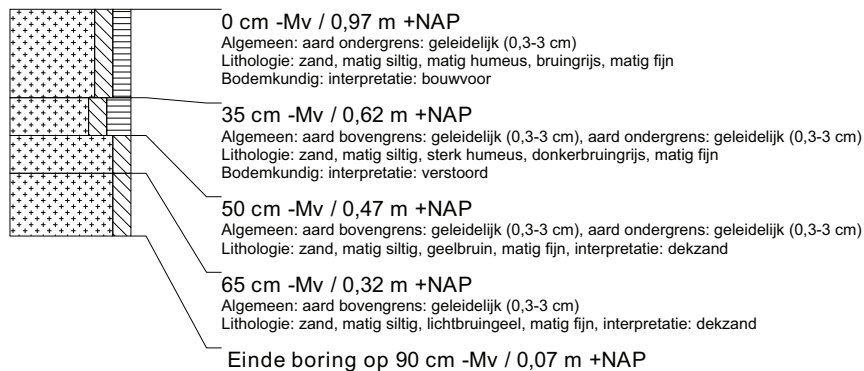 0 cm -Mv / 0,97 m +NAP
Algemeen: aard ondergrens: geleidelijk (0,3-3 cm)
Lithologie: zand, matig siltig, matig humeus, bruingrijs, matig fijn
Bodemkundig: interpretatie: bouwvoor
35 cm -Mv / 0,62 m +NAP
Algemeen: aard bovengrens: geleidelijk (0,3-3 cm), aard ondergrens: geleidelijk (0,3-3 cm)
Lithologie: zand, matig siltig, sterk humeus, donkerbruingrijs, matig fijn
Bodemkundig: interpretatie: verstoord
50 cm -Mv / 0,47 m +NAP
Algemeen: aard bovengrens: geleidelijk (0,3-3 cm), aard ondergrens: geleidelijk (0,3-3 cm)
Lithologie: zand, matig siltig, geelbruin, matig fijn, interpretatie: dekzand
65 cm -Mv / 0,32 m +NAP
Algemeen: aard bovengrens: geleidelijk (0,3-3 cm)
Lithologie: zand, matig siltig, lichtbruingeel, matig fijn, interpretatie: dekzand
Einde boring op 90 cm -Mv / 0,07 m +NAP